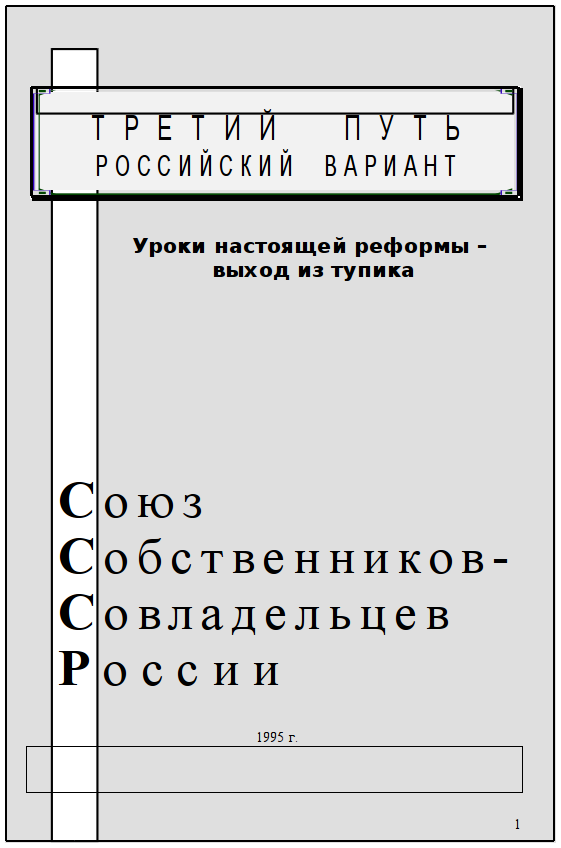 ТРЕТИЙ ПУТЬ
РОССИЙСКИЙ ВАРИАНТ
Уроки настоящей реформы –
выход из тупика
Союз
Собственников-
Совладельцев
России
1995 г.
1